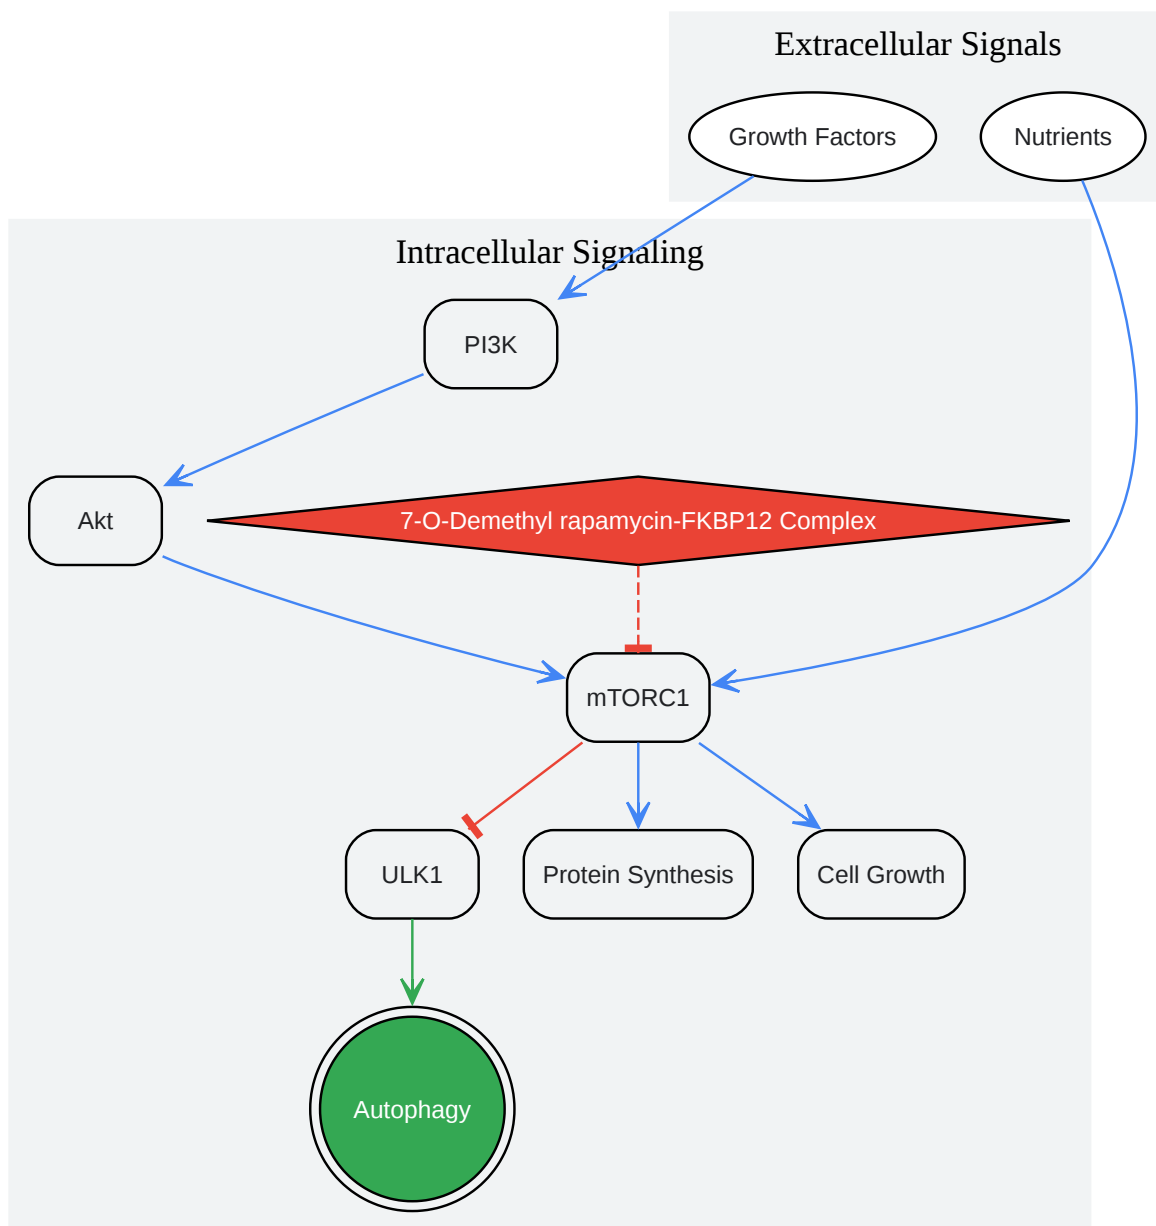 Extracellular Signals
Growth Factors
Nutrients
Intracellular Signaling
PI3K
Akt
7-O-Demethyl rapamycin-FKBP12 Complex
mTORC1
ULK1
Protein Synthesis
Cell Growth
Autophagy